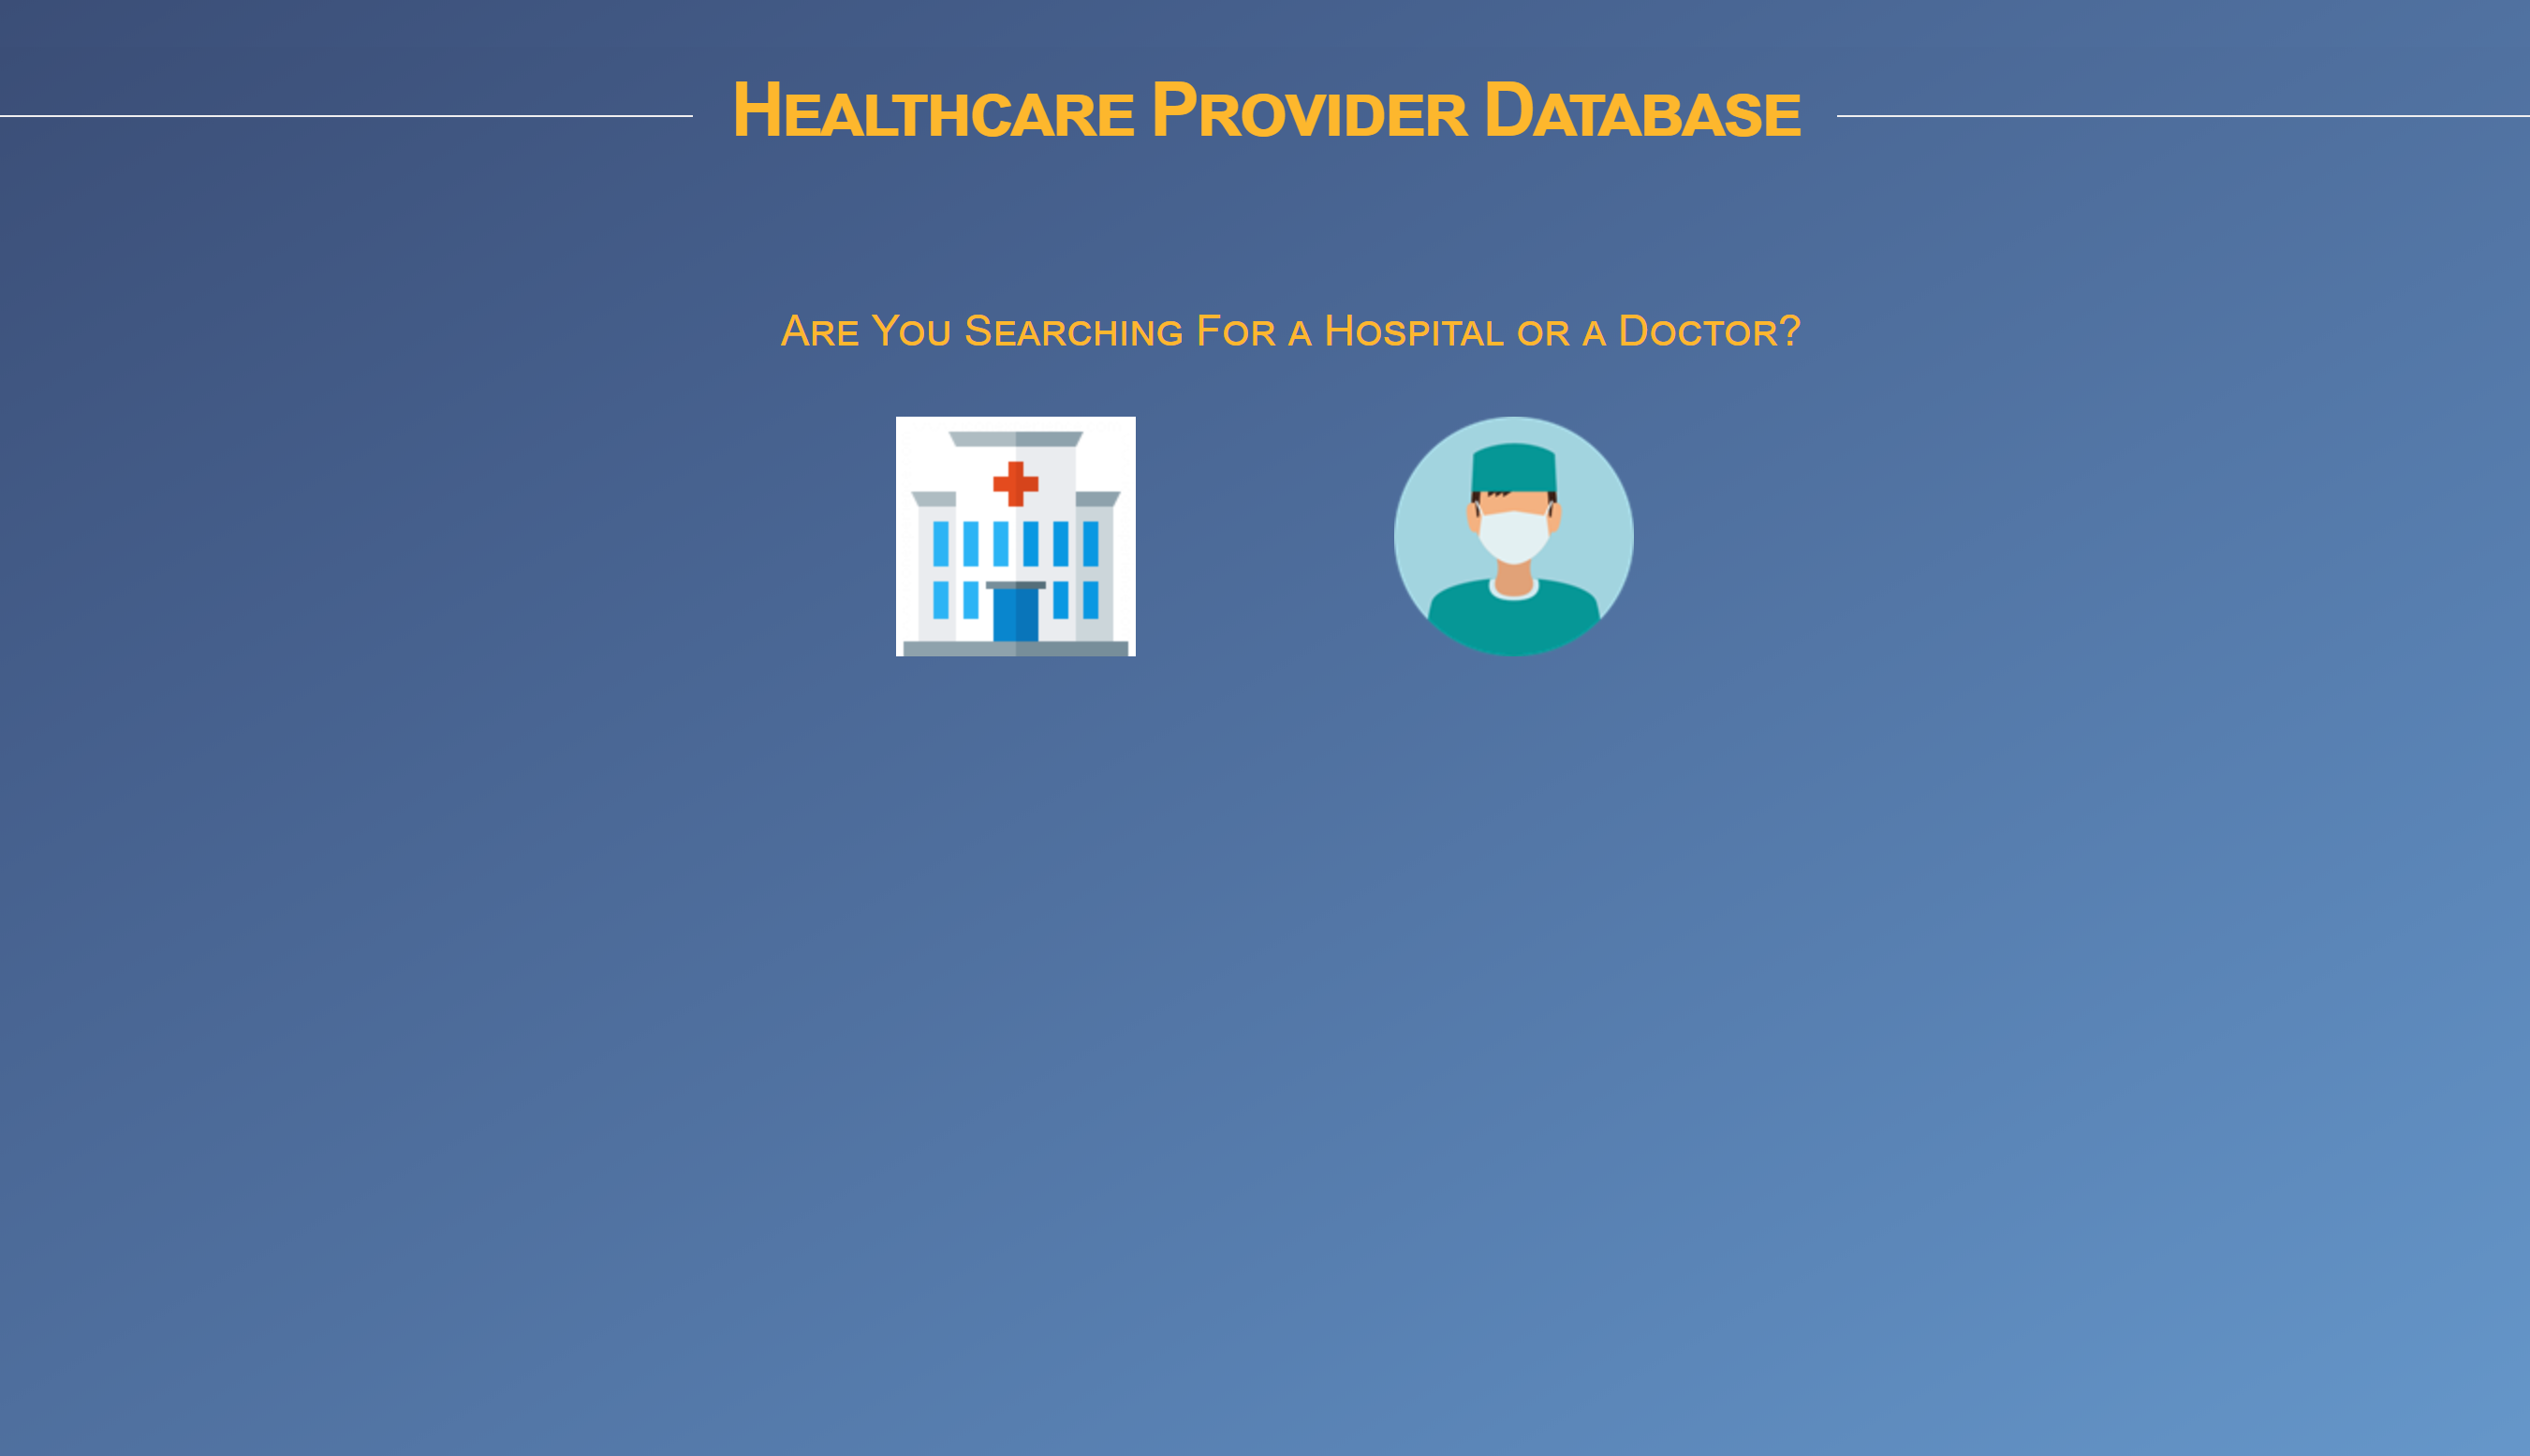 Healthcare Provider Database
Are You Searching For a Hospital or a Doctor?